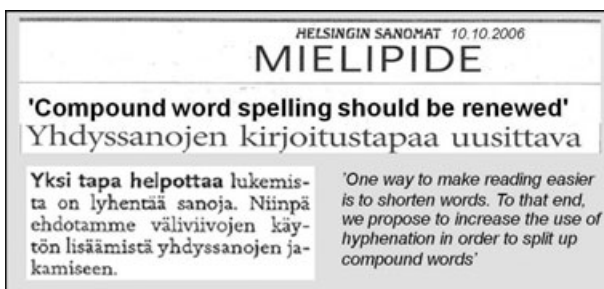 HELSINGIN SANOMAT 10.10.2006
MIELIPIDE
'Compound word spelling should be renewed'
Yhdyssanojen kirjoitustapaa uusittava
Yksi tapa helpottaa lukemis-
ta on lyhentää sanoja. Niinpä
ehdotamme väliviivojen käy-
tön lisäämistä yhdyssanojen ja-
kamiseen.
'One way to make reading easier
is to shorten words. To that end,
we propose to increase the use of
hyphenation in order to split up
compound words'